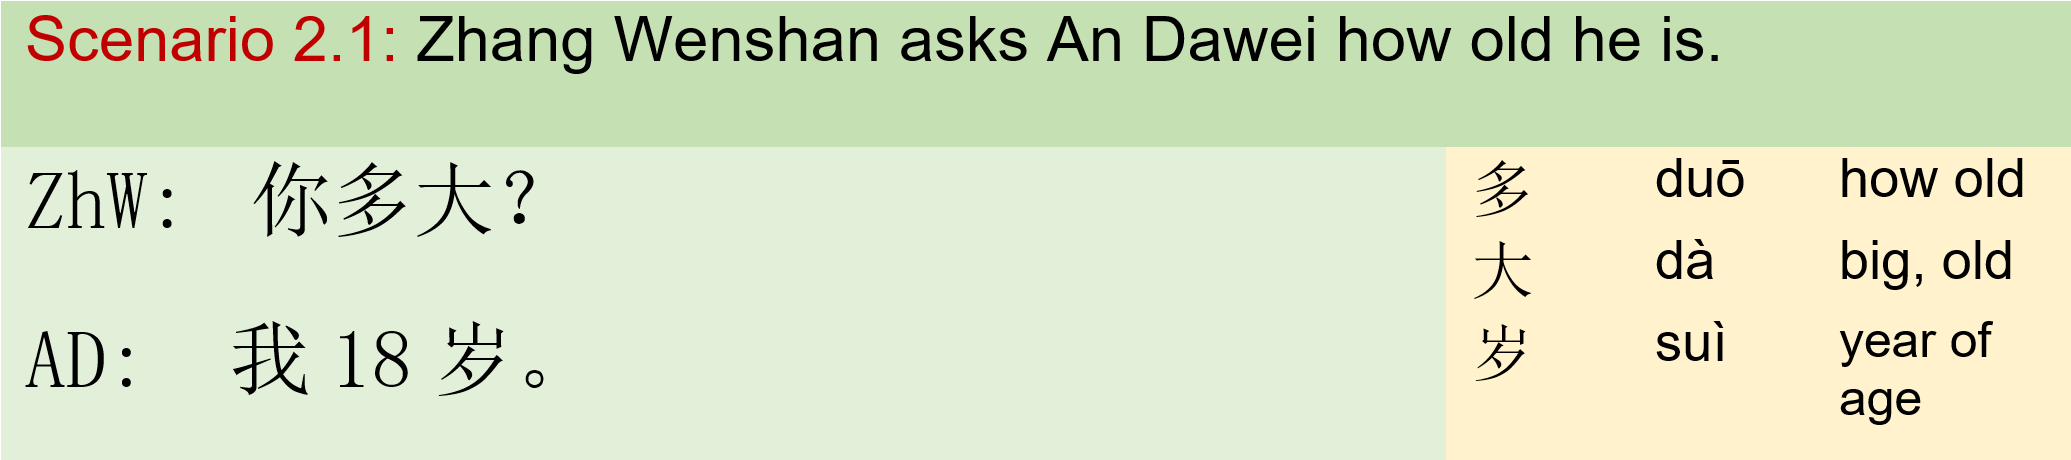 Scenario 2.1: Zhang Wenshan asks An Dawei how old he is.
ZhW: 你多大？
AD: 我 18 岁。
多 duō how old
大 dà big, old
岁 suì year of
age